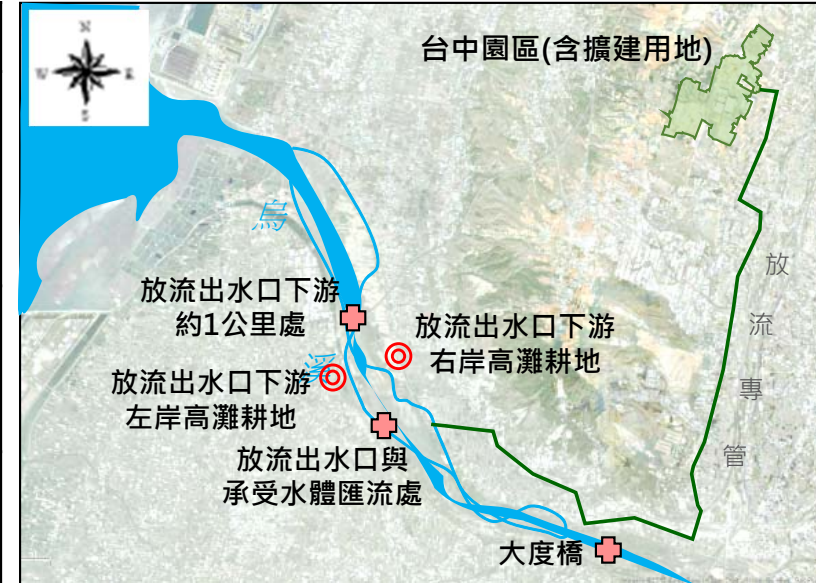 N
W
E
S
台中園區(含擴建用地)
烏
溪
放流專管
放流出水口下游
約1公里處
放流出水口下游
右岸高灘耕地
放流出水口下游
左岸高灘耕地
放流出水口與
承受水體匯流處
大度橋